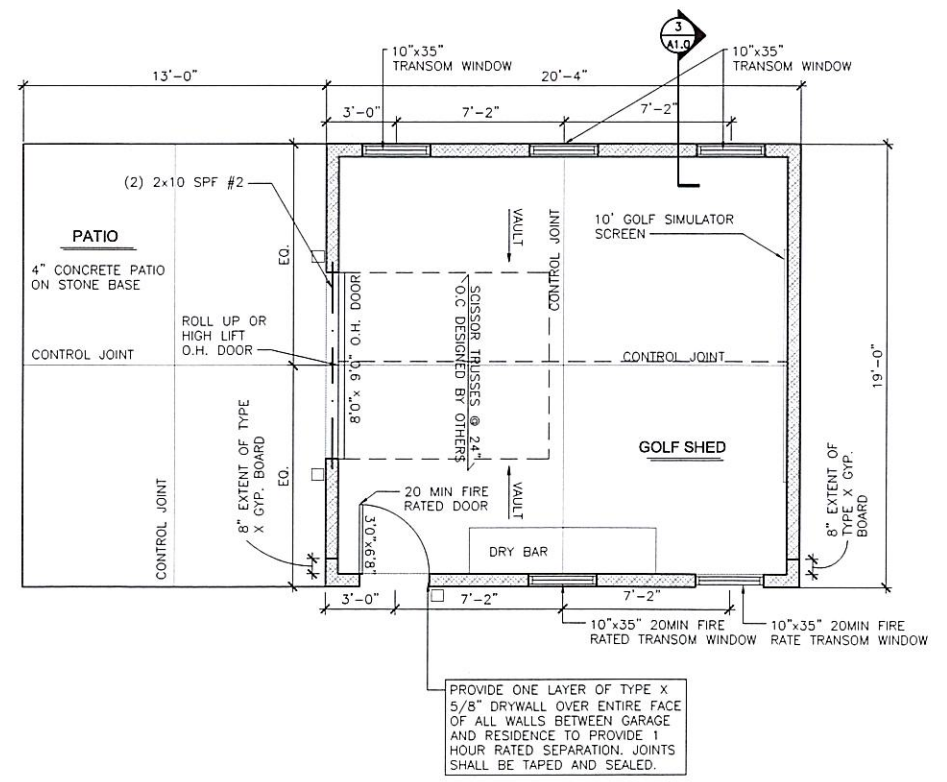 3
A1.0
10"x35"
TRANSOM WINDOW
10"x35"
TRANSOM WINDOW
13'-0"
20'-4"
3'-0"
7'-2"
7'-2"
(2) 2x10 SPF #2
PATIO
4" CONCRETE PATIO
ON STONE BASE
EQ.
VAULT
CONTROL JOINT
10' GOLF SIMULATOR
SCREEN
ROLL UP OR
HIGH LIFT
O.H. DOOR
9'0" x 8'0" O.H. DOOR
SCISSOR TRUSSES @ 24"
O.C DESIGNED BY OTHERS
CONTROL JOINT
CONTROL JOINT
19'-0"
GOLF SHED
8" EXTENT OF TYPE
X GYP. BOARD
EQ.
CONTROL JOINT
20 MIN FIRE
RATED DOOR
3'0"x6'8"
VAULT
DRY BAR
8" EXTENT OF
TYPE X GYP.
BOARD
3'-0"
7'-2"
7'-2"
10"x35" 20MIN FIRE
RATED TRANSOM WINDOW
10"x35" 20MIN FIRE
RATE TRANSOM WINDOW
PROVIDE ONE LAYER OF TYPE X
5/8" DRYWALL OVER ENTIRE FACE
OF ALL WALLS BETWEEN GARAGE
AND RESIDENCE TO PROVIDE 1
HOUR RATED SEPARATION. JOINTS
SHALL BE TAPED AND SEALED.